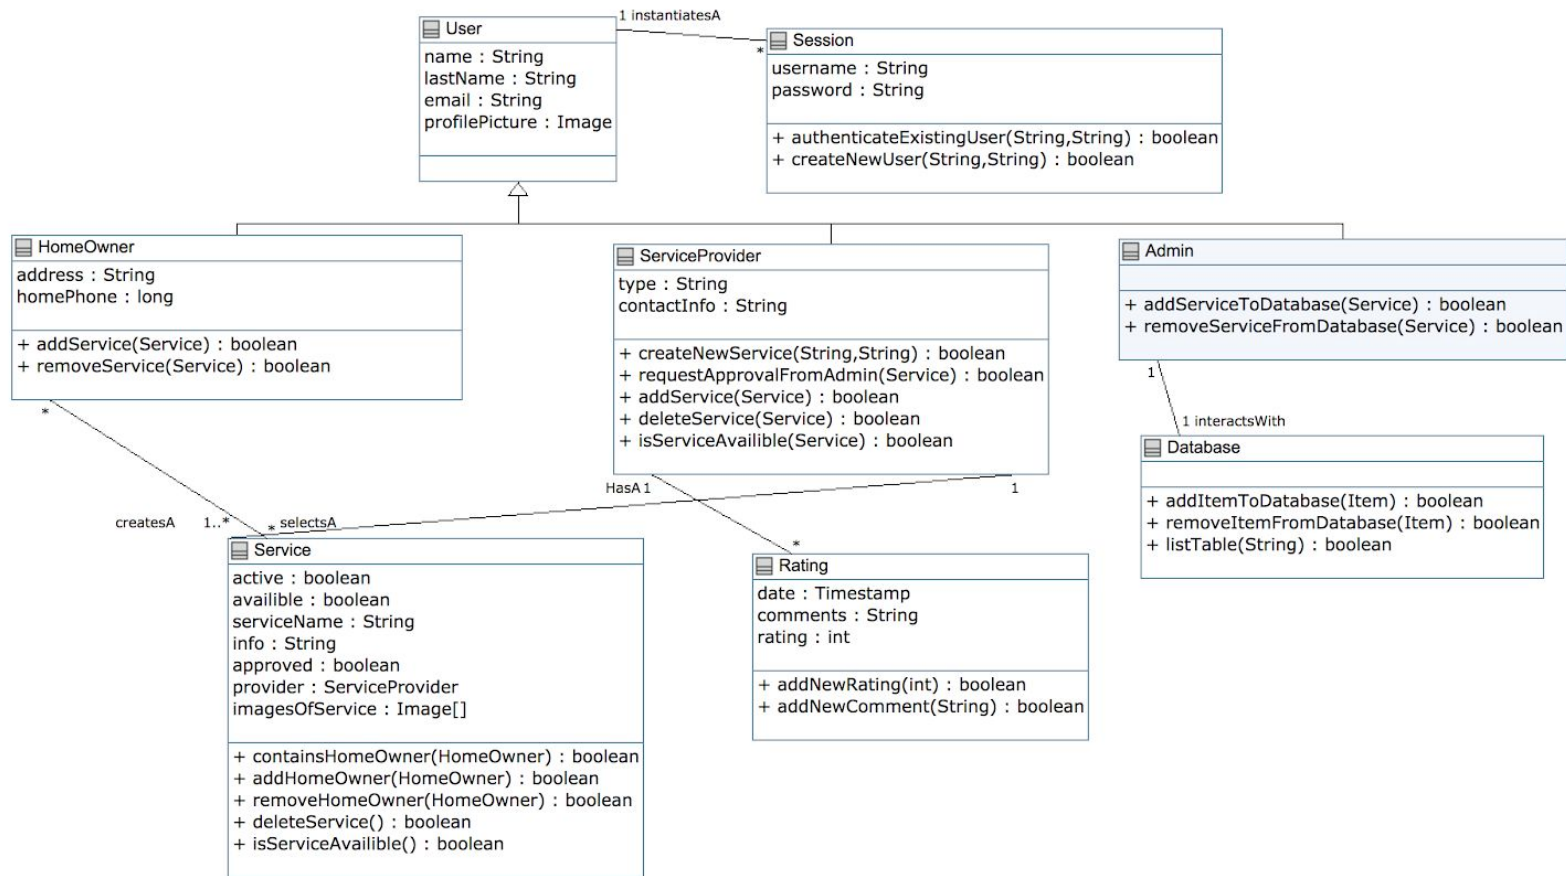 User
name : String
lastName : String
email : String
profilePicture : Image
1 instantiatesA
*
Session
username : String
password : String
+ authenticateExistingUser(String,String) : boolean
+ createNewUser(String,String) : boolean
HomeOwner
address : String
homePhone : long
+ addService(Service) : boolean
+ removeService(Service) : boolean
*
ServiceProvider
type : String
contactInfo : String
+ createNewService(String,String) : boolean
+ requestApprovalFromAdmin(Service) : boolean
+ addService(Service) : boolean
+ deleteService(Service) : boolean
+ isServiceAvailible(Service) : boolean
HasA 1
1
Admin
+ addServiceToDatabase(Service) : boolean
+ removeServiceFromDatabase(Service) : boolean
1
1 interactsWith
Database
+ addItemToDatabase(Item) : boolean
+ removeItemFromDatabase(Item) : boolean
+ listTable(String) : boolean
createsA 1..* * selectsA
Service
active : boolean
availible : boolean
serviceName : String
info : String
approved : boolean
provider : ServiceProvider
imagesOfService : Image[]
+ containsHomeOwner(HomeOwner) : boolean
+ addHomeOwner(HomeOwner) : boolean
+ removeHomeOwner(HomeOwner) : boolean
+ deleteService() : boolean
+ isServiceAvailible() : boolean
*
Rating
date : Timestamp
comments : String
rating : int
+ addNewRating(int) : boolean
+ addNewComment(String) : boolean